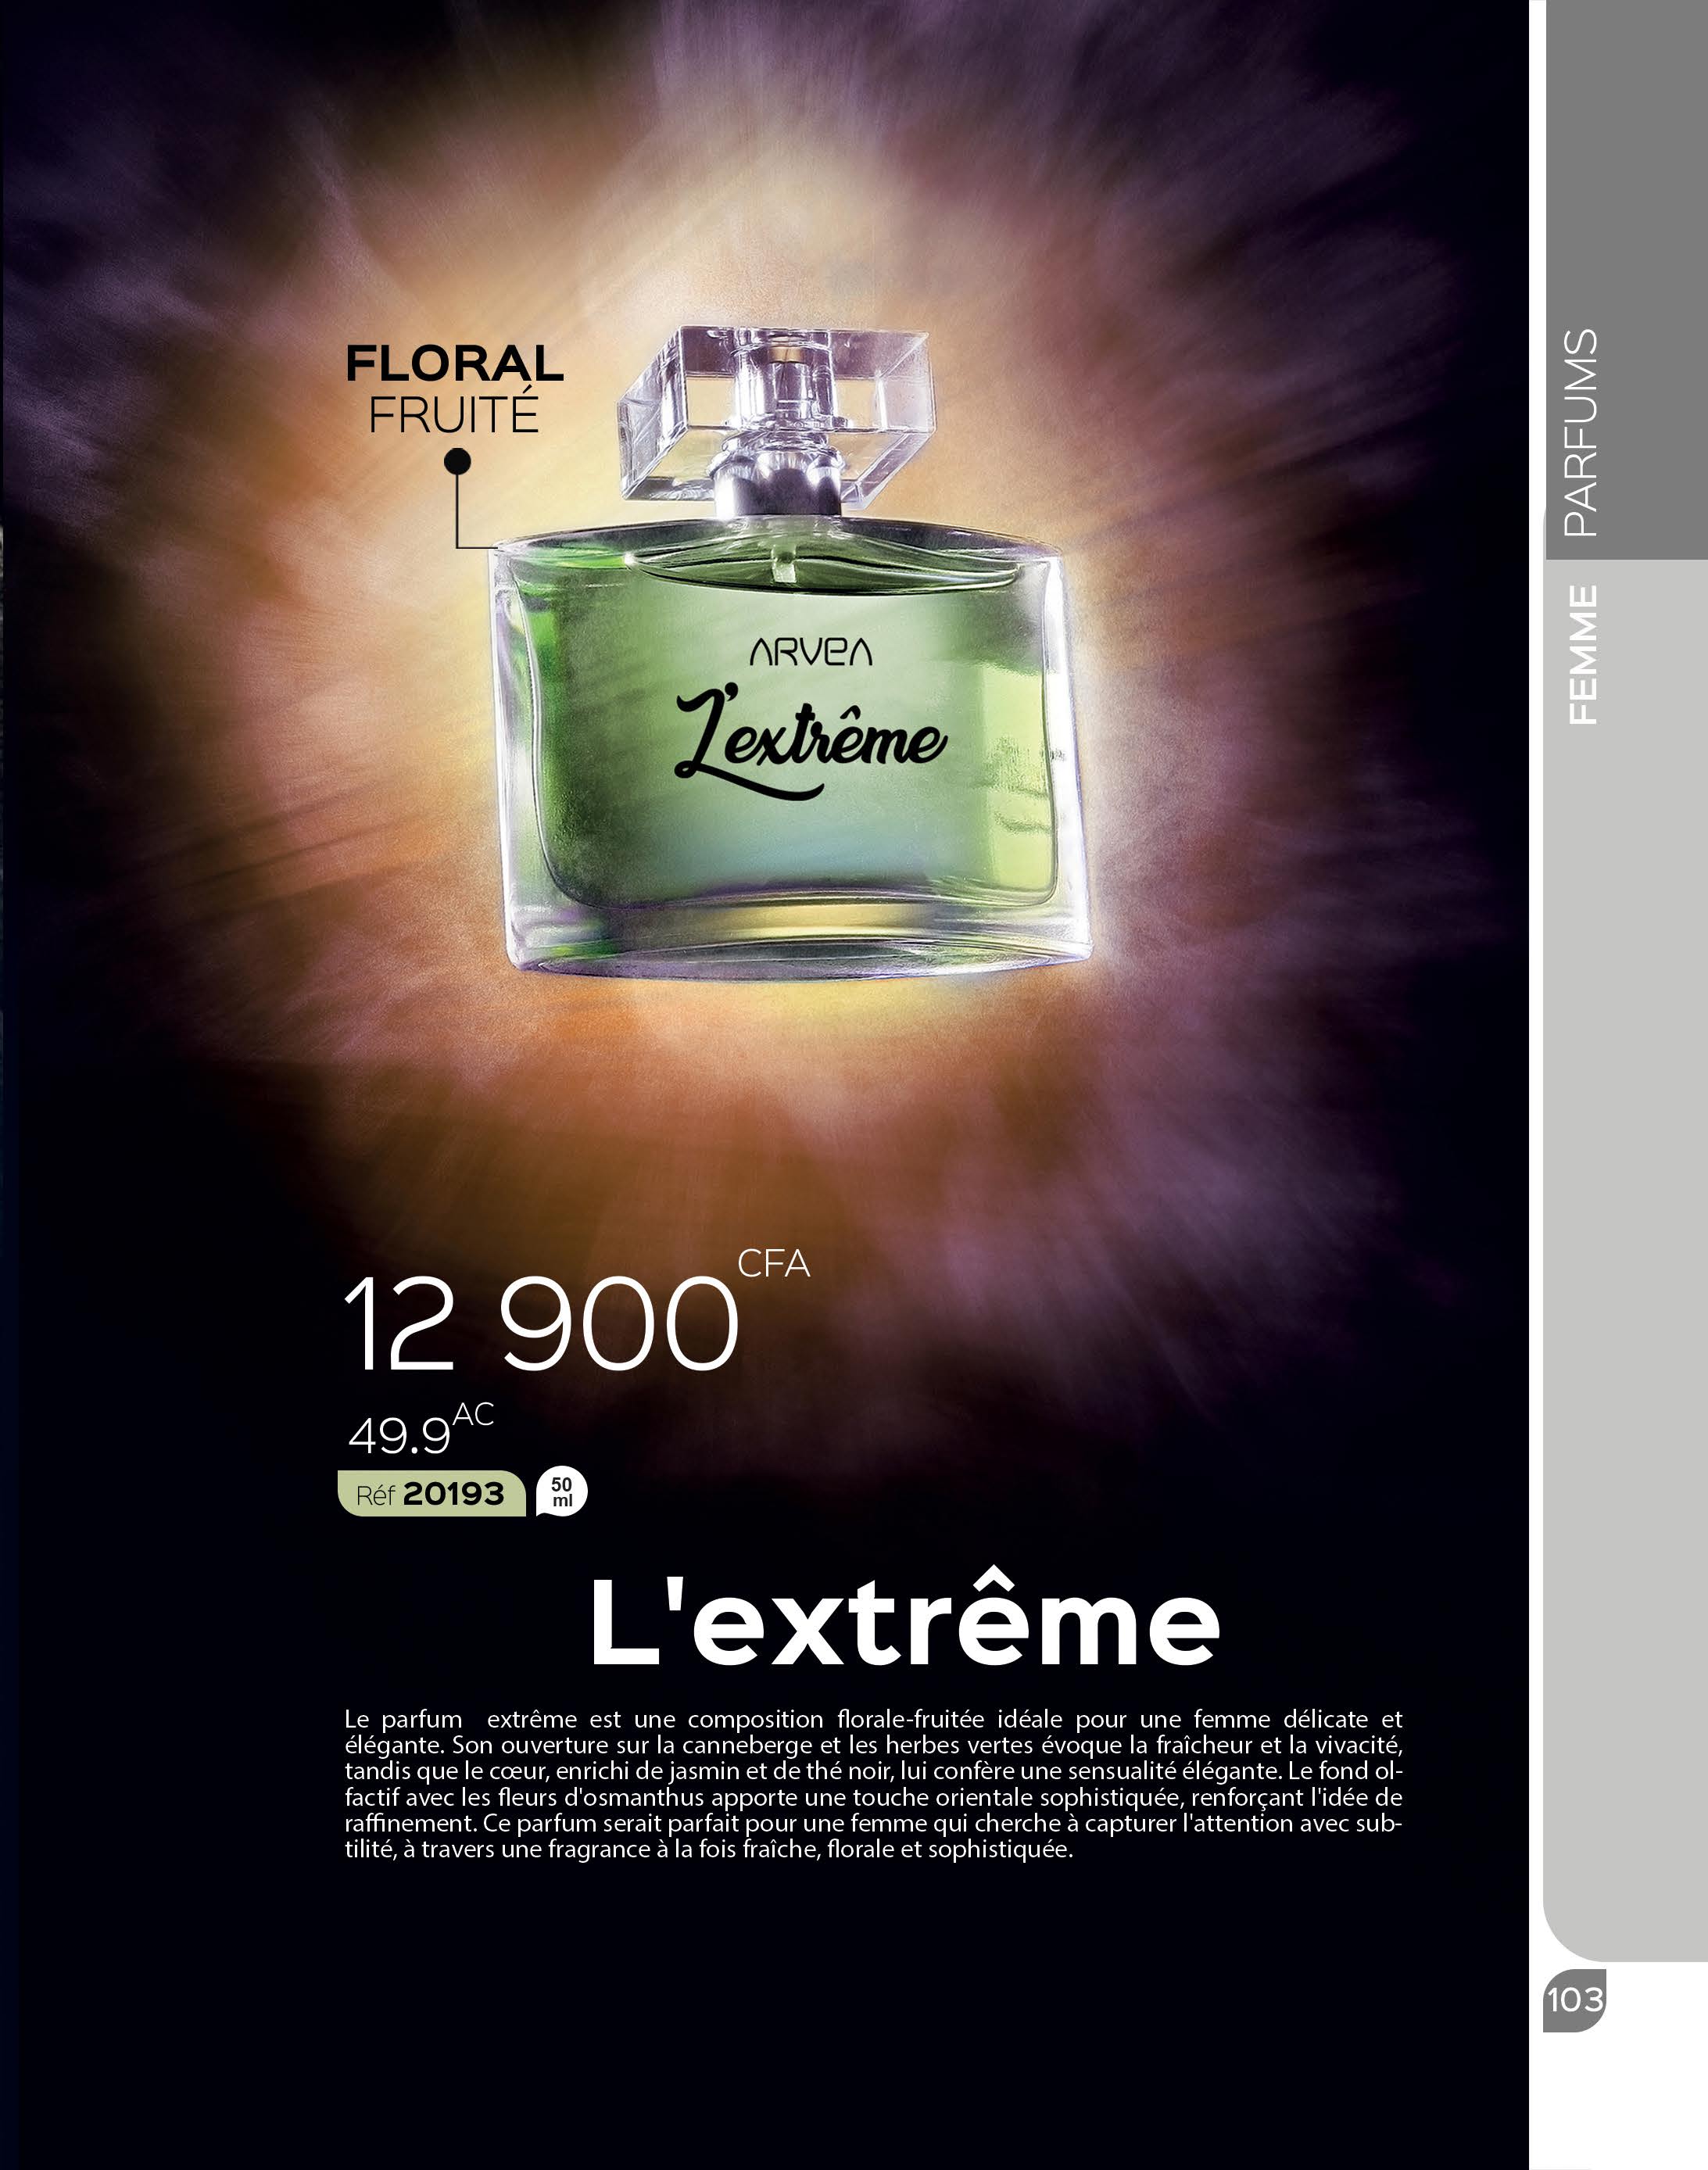 FLORAL
FRUITÉ
ARVEA
L'extrême
12 900 CFA
49.9 AC
Réf 20193
50
ml
L'extrême
Le parfum  extrême est une composition florale-fruitée idéale pour une femme délicate et
élégante. Son ouverture sur la canneberge et les herbes vertes évoque la fraîcheur et la vivacité,
tandis que le cœur, enrichi de jasmin et de thé noir, lui confère une sensualité élégante. Le fond ol-
factif avec les fleurs d'osmanthus apporte une touche orientale sophistiquée, renforçant l'idée de
raffinement. Ce parfum serait parfait pour une femme qui cherche à capturer l'attention avec sub-
tilité, à travers une fragrance à la fois fraîche, florale et sophistiquée.
FEMME PARFUMS
103